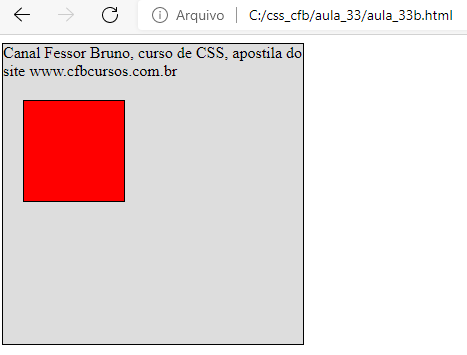 Arquivo C:/css_cfb/aula_33/aula_33b.html
Canal Fessor Bruno, curso de CSS, apostila do
site www.cfbcursos.com.br